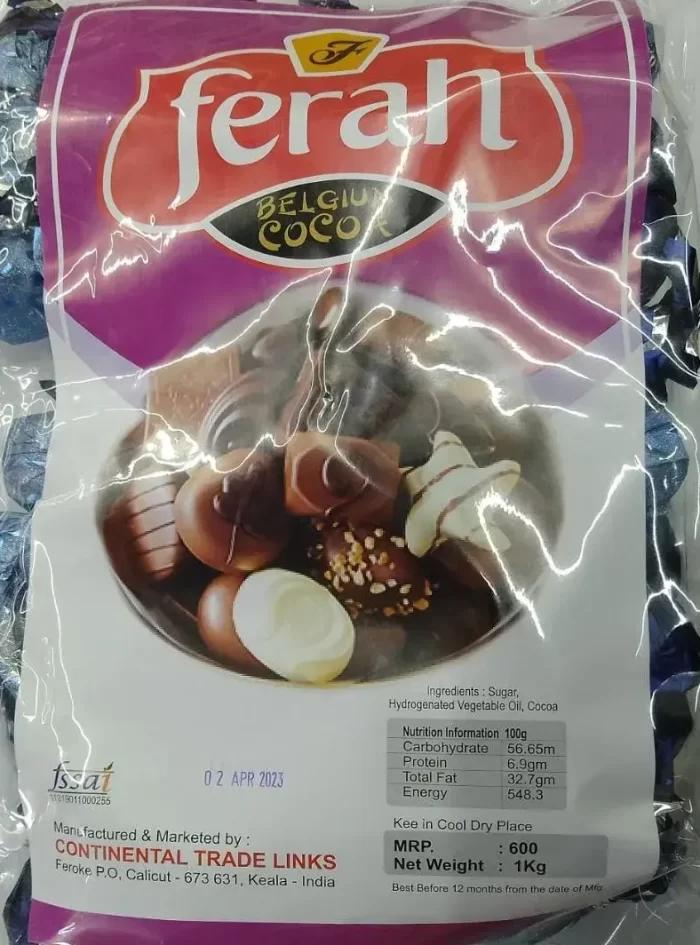 F
ferah
BELGIUM
COCOA
Ingredients : Sugar,
Hydrogenated Vegetable Oil, Cocoa
Nutrition Information 100g
Carbohydrate 56.65m
Protein 6.9gm
Total Fat 32.7gm
Energy 548.3
fssai
11319011000255
02 APR 2023
Kee in Cool Dry Place
MRP. : 600
Net Weight : 1Kg
Best Before 12 months from the date of Mfg
Manufactured & Marketed by :
CONTINENTAL TRADE LINKS
Feroke P.O, Calicut - 673 631, Keala - India